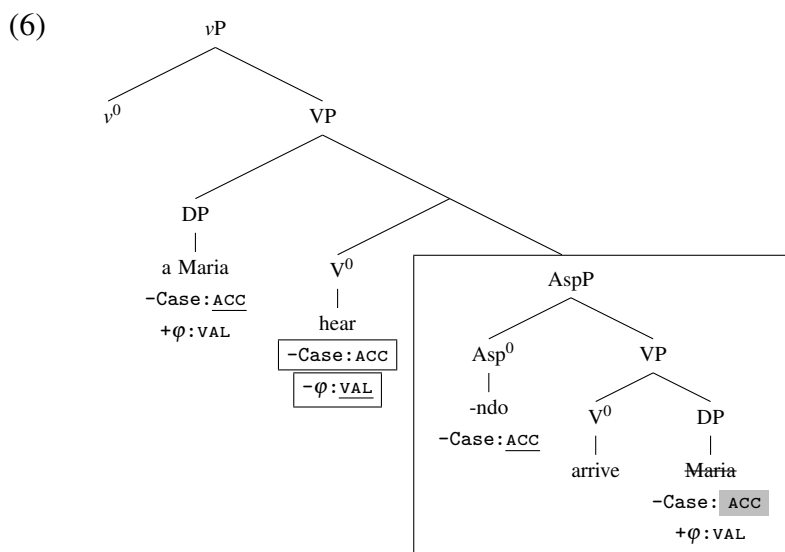 (6)
vP
v⁰ VP
DP
a Maria V⁰ AspP
-Case:ACC hear
+φ:VAL -Case:ACC Asp⁰ VP
-φ:VAL -ndo V⁰ DP
-Case:ACC arrive Maria
-Case: ACC
+φ:VAL